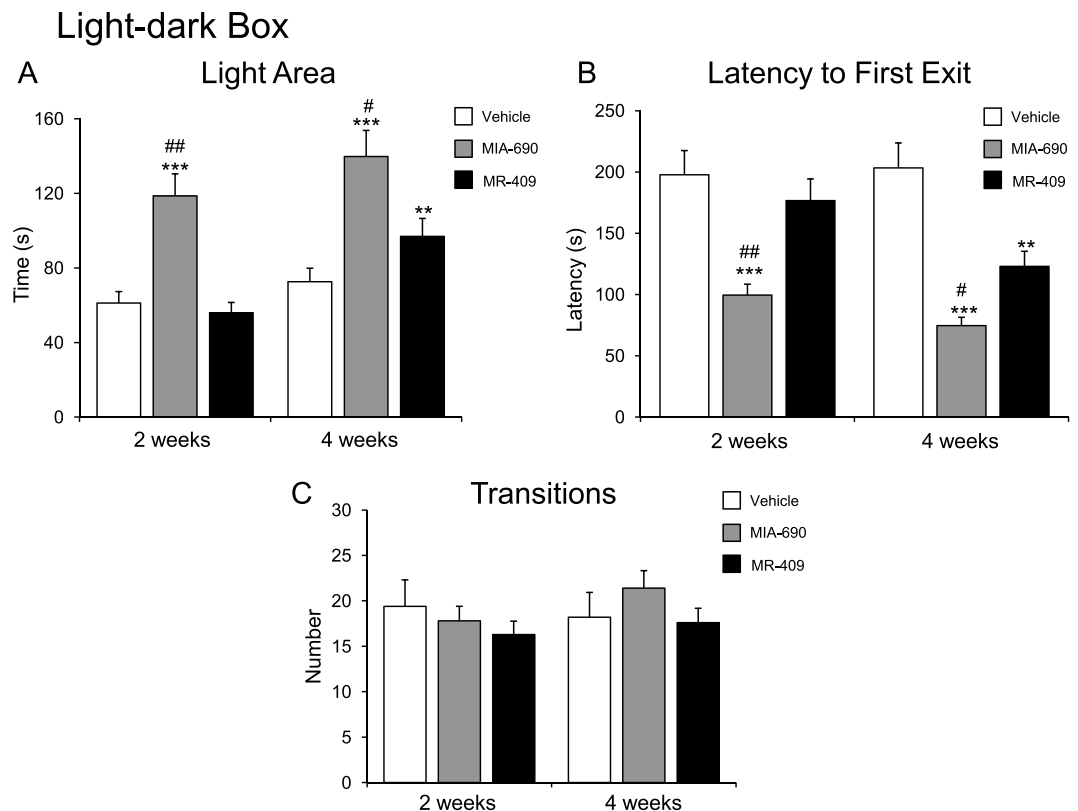 Light-dark Box
A Light Area
Time (s)
160
120
80
40
0
##
***
#
***
**
2 weeks 4 weeks
Vehicle
MIA-690
MR-409
B Latency to First Exit
Latency (s)
250
200
150
100
50
0
##
***
#
***
**
2 weeks 4 weeks
Vehicle
MIA-690
MR-409
C Transitions
Number
30
25
20
15
10
5
0
2 weeks 4 weeks
Vehicle
MIA-690
MR-409